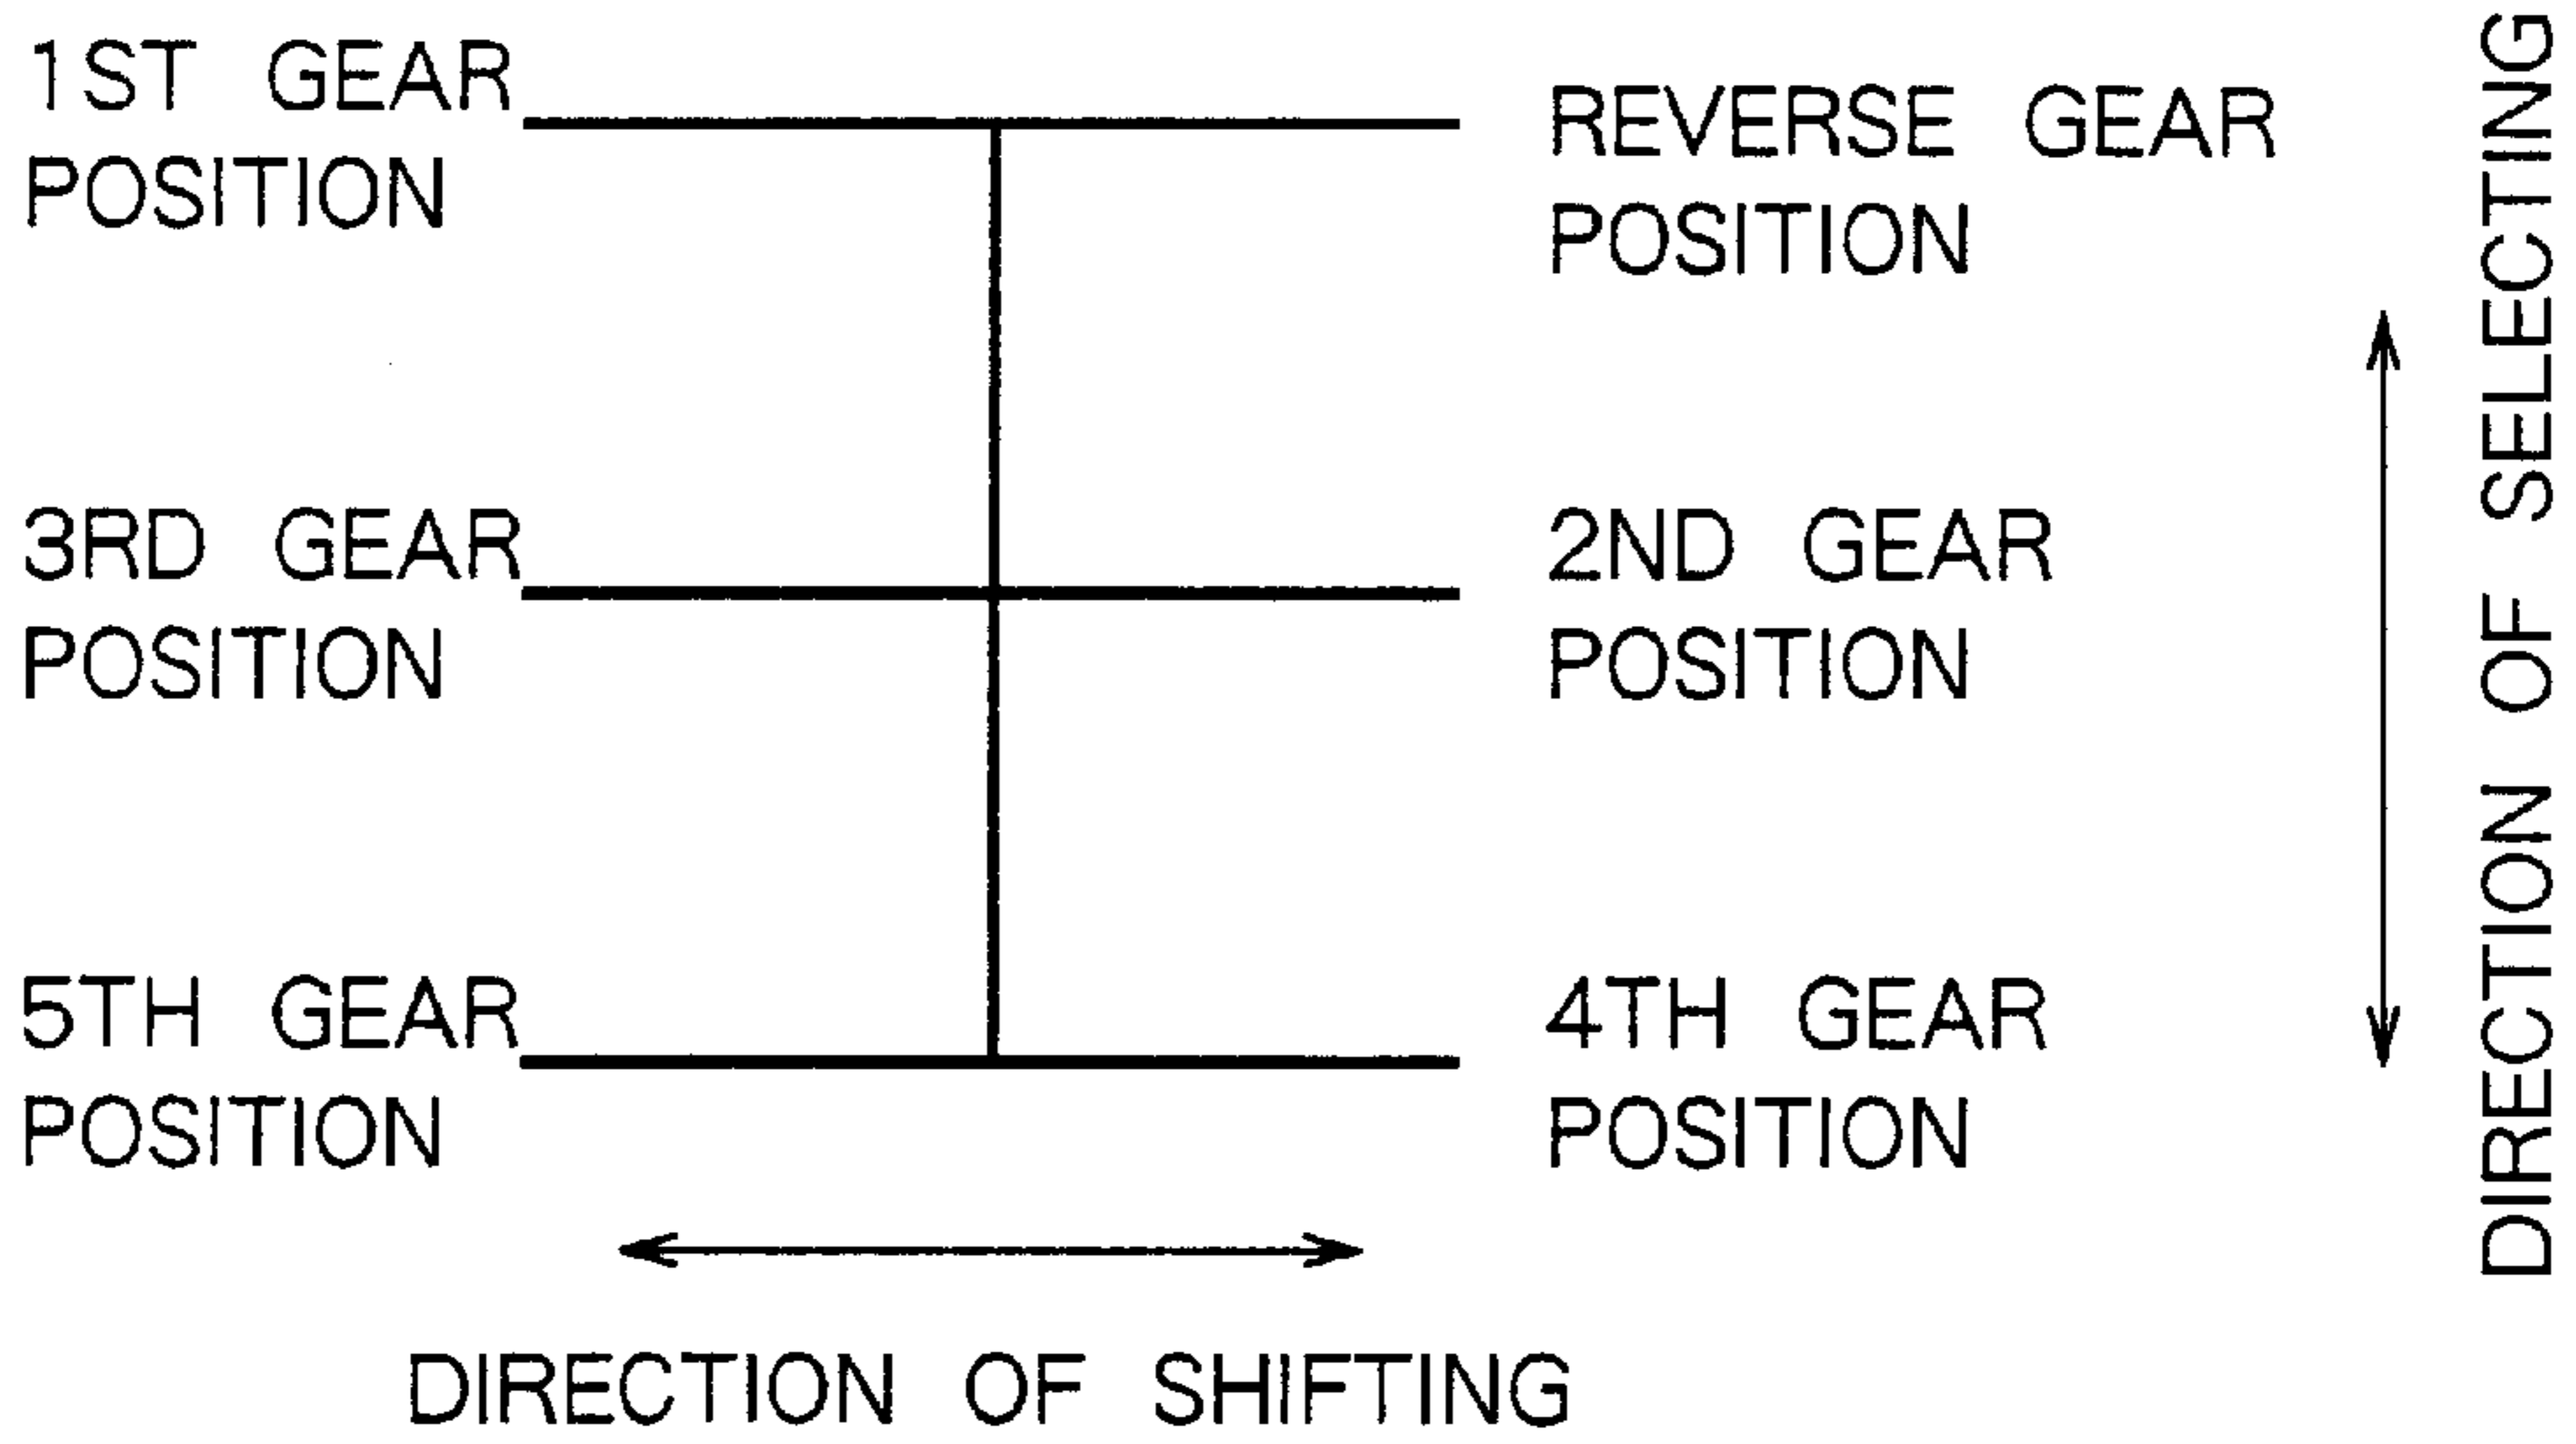 1ST GEAR
POSITION
REVERSE GEAR
POSITION
3RD GEAR
POSITION
2ND GEAR
POSITION
5TH GEAR
POSITION
4TH GEAR
POSITION
DIRECTION OF SHIFTING
DIRECTION OF SELECTING